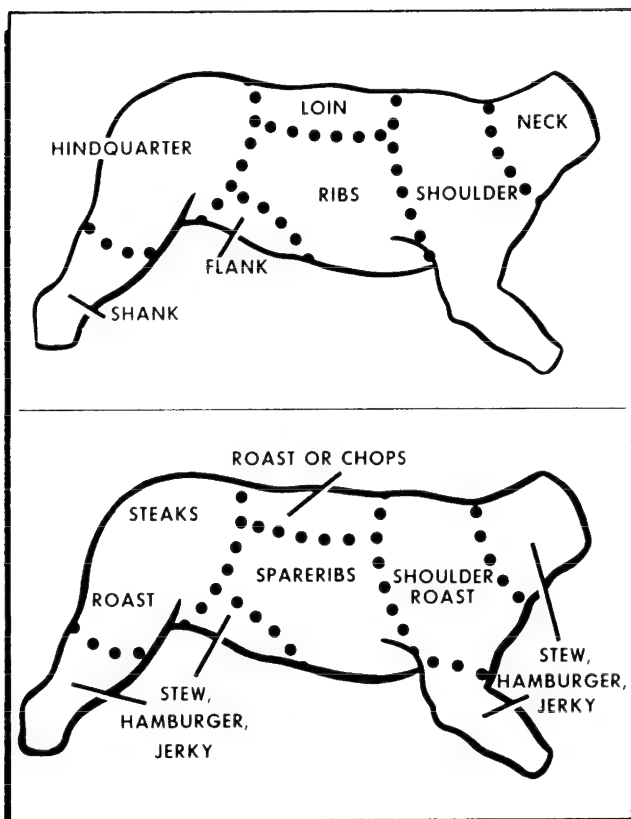 LOIN
NECK
HINDQUARTER
RIBS
SHOULDER
FLANK
SHANK
ROAST OR CHOPS
STEAKS
SPARERIBS
SHOULDER
ROAST
ROAST
STEW,
HAMBURGER,
JERKY
STEW,
HAMBURGER,
JERKY